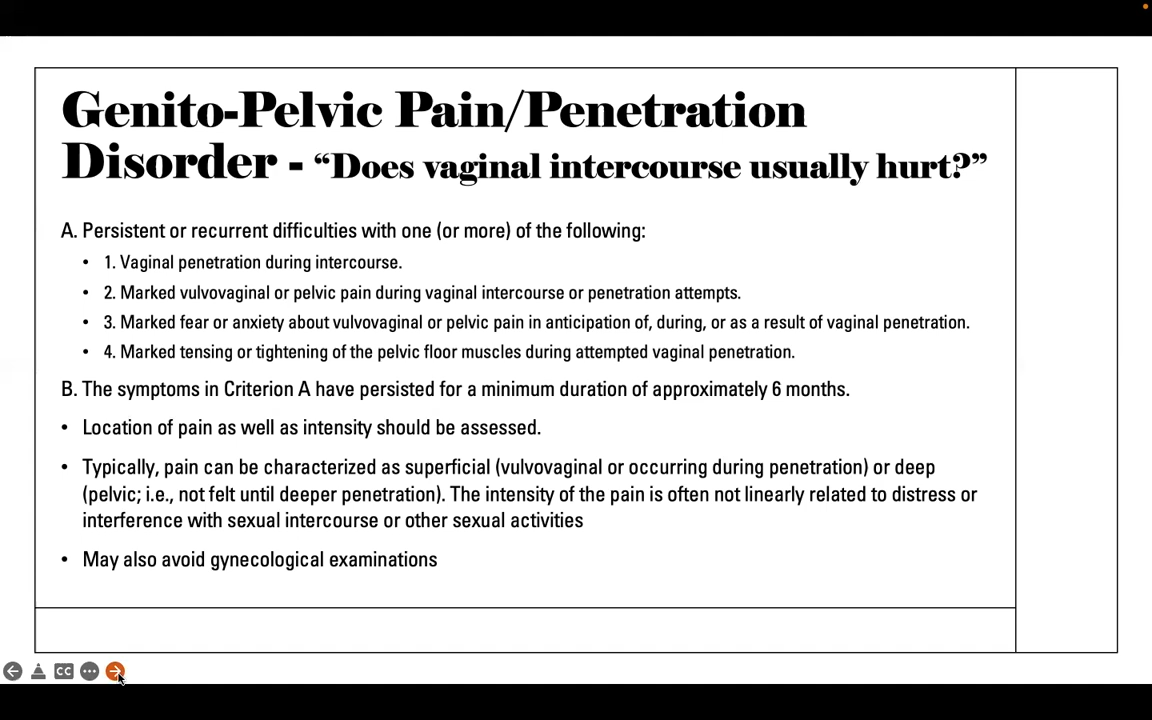 Genito-Pelvic Pain/Penetration
Disorder - “Does vaginal intercourse usually hurt?”
A. Persistent or recurrent difficulties with one (or more) of the following:
• 1. Vaginal penetration during intercourse.
• 2. Marked vulvovaginal or pelvic pain during vaginal intercourse or penetration attempts.
• 3. Marked fear or anxiety about vulvovaginal or pelvic pain in anticipation of, during, or as a result of vaginal penetration.
• 4. Marked tensing or tightening of the pelvic floor muscles during attempted vaginal penetration.
B. The symptoms in Criterion A have persisted for a minimum duration of approximately 6 months.
• Location of pain as well as intensity should be assessed.
• Typically, pain can be characterized as superficial (vulvovaginal or occurring during penetration) or deep
(pelvic; i.e., not felt until deeper penetration). The intensity of the pain is often not linearly related to distress or
interference with sexual intercourse or other sexual activities
• May also avoid gynecological examinations
CC